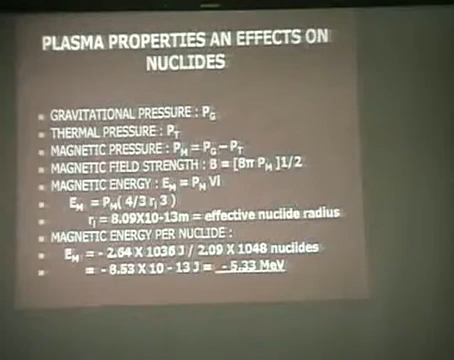 PLASMA PROPERTIES AN EFFECTS ON
NUCLIDES
GRAVITATIONAL PRESSURE : PG
THERMAL PRESSURE : PT
MAGNETIC PRESSURE : PM = PG – PT
MAGNETIC FIELD STRENGTH : B = [8π PM ]1/2
MAGNETIC ENERGY : EM = PM Vi
EM = PM( 4/3 ri 3 )
ri = 8.09X10-13m = effective nuclide radius
MAGNETIC ENERGY PER NUCLIDE :
EM = - 2.64 X 1036 J / 2.09 X 1048 nuclides
= - 8.53 X 10 - 13 J = - 5.33 MeV